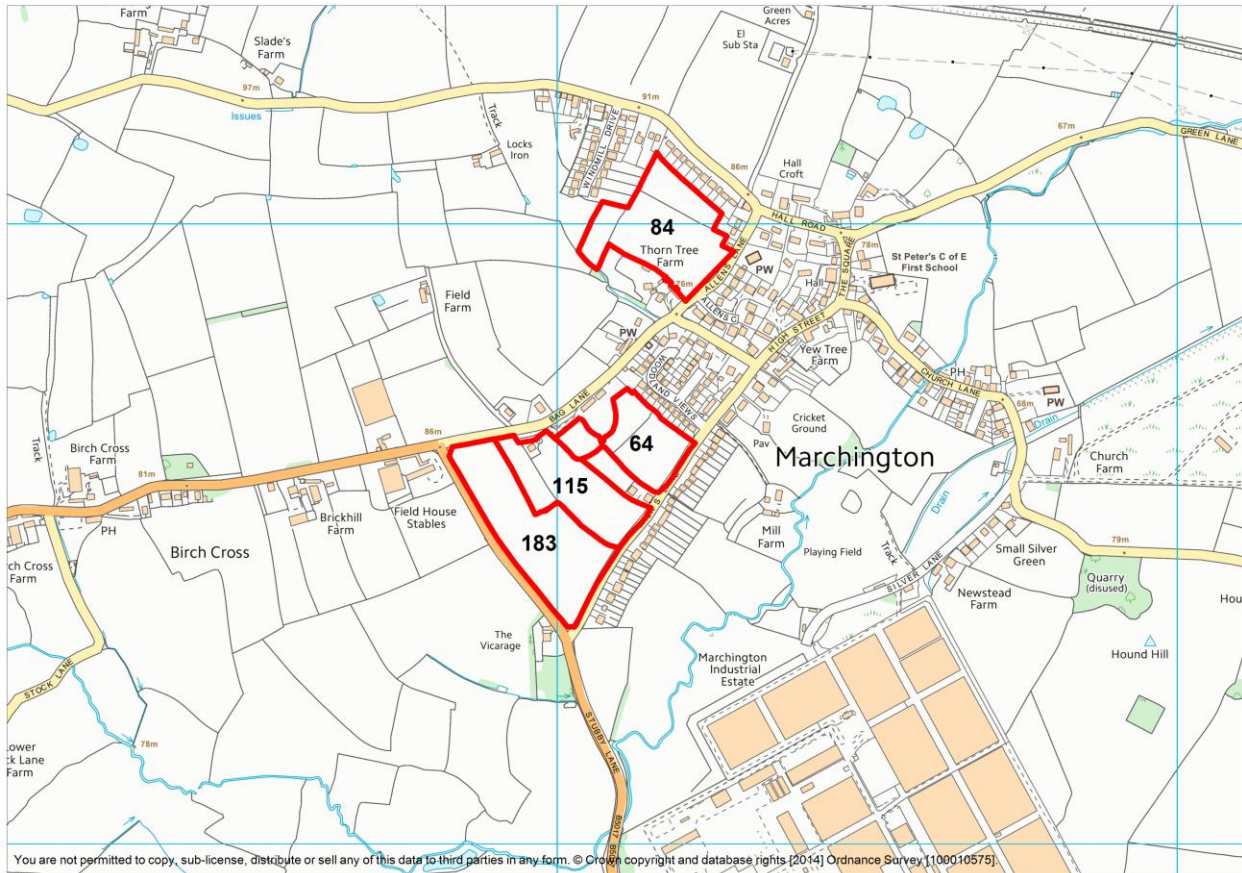 Farm
Slade's
Farm
97m
Issues
Track
Locks
Iron
WINDMILL DRIVE
91m
Green
Acres
El
Sub Sta
86m
Hall
Croft
67m
GREEN LANE
HALL ROAD
84
Thorn Tree
Farm
76m
ALLENS LANE
PW
THE SQUARE
78m
St Peter's C of E
First School
Hall
HIGH STREET
Yew Tree
Farm
Field
Farm
PW
WOODLAND VIEWS
CHURCH LANE
PH
68m
PW
Drain
BAG LANE
86m
64
Cricket
Ground
Pav
Marchington
Church
Farm
Track
Birch Cross
Farm
81m
PH
Brickhill
Farm
Field House
Stables
115
183
Birch Cross
Farm
Mill
Farm
Playing Field
Track
Drain
SILVER LANE
Small Silver
Green
79m
Newstead
Farm
Quarry
(disused)
Hound Hill
The
Vicarage
Marchington
Industrial
Estate
STOCK LANE
78m
Farm
STUBBY LANE
B5017
You are not permitted to copy, sub-license, distribute or sell any of this data to third parties in any form. © Crown copyright and database rights [2014] Ordnance Survey [100010575].